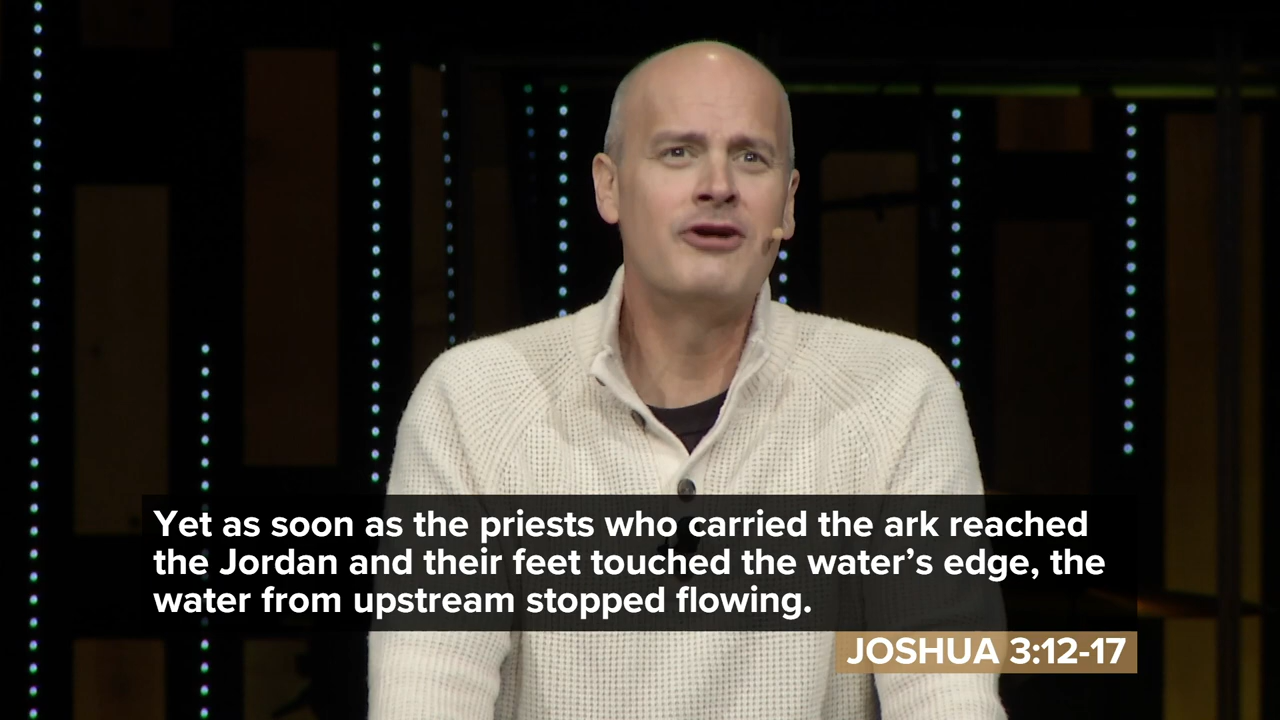 Yet as soon as the priests who carried the ark reached
the Jordan and their feet touched the water’s edge, the
water from upstream stopped flowing.
JOSHUA 3:12-17